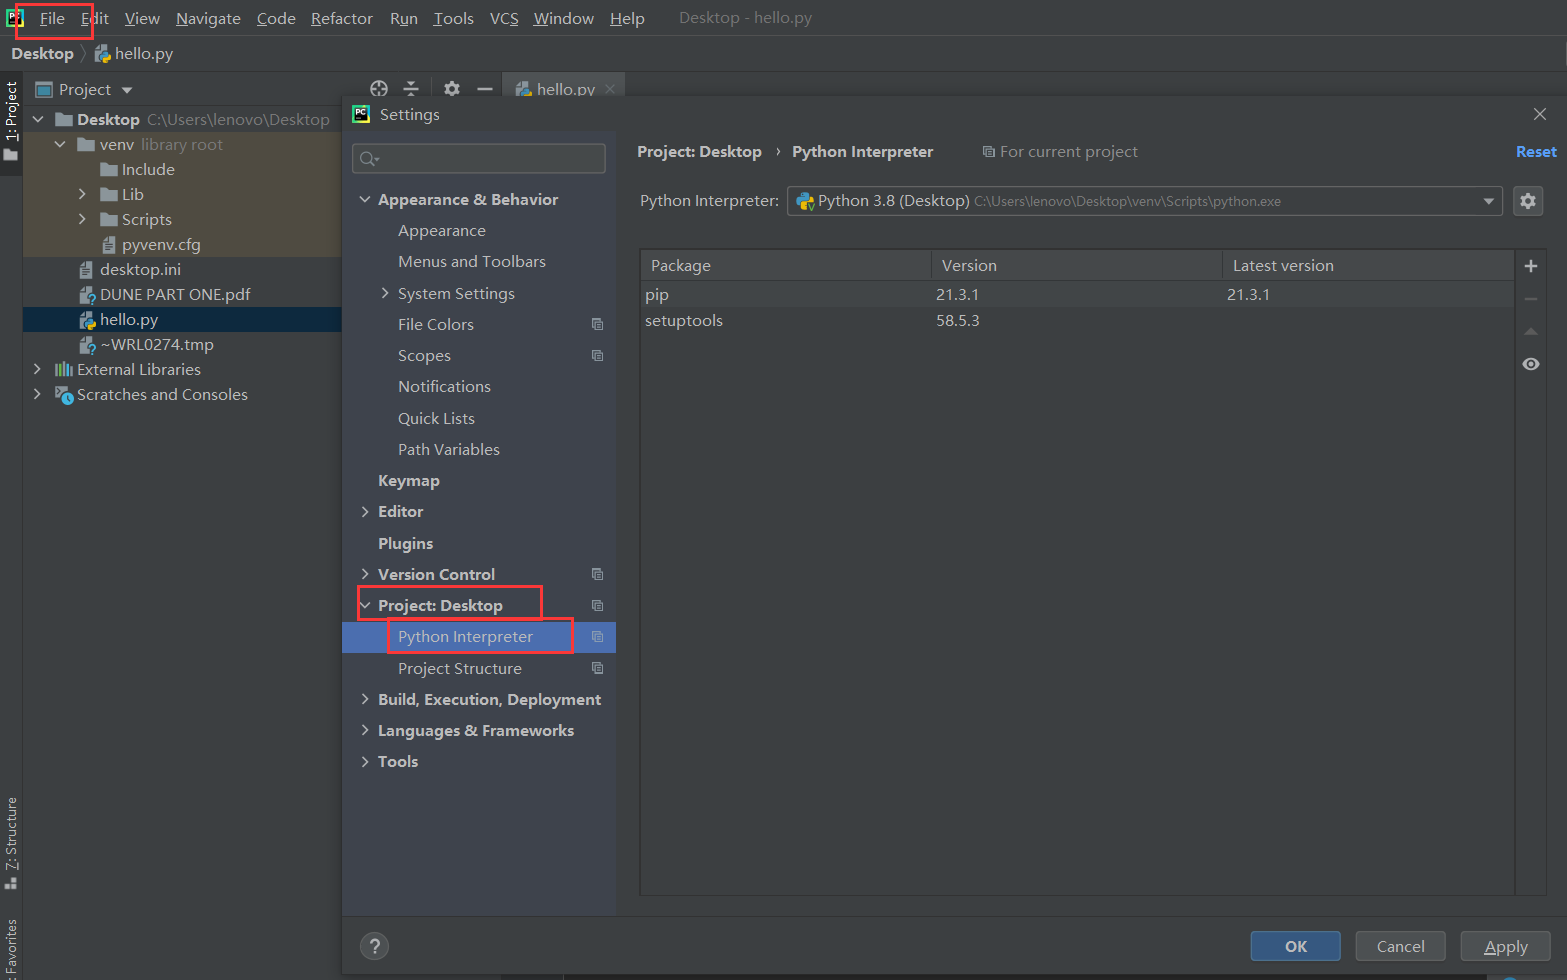 File Edit View Navigate Code Refactor Run Tools VCS Window Help Desktop - hello.py
Desktop hello.py
1: Project
Project
hello.py
Desktop C:\Users\lenovo\Desktop
venv library root
Include
Lib
Scripts
pyvenv.cfg
desktop.ini
DUNE PART ONE.pdf
hello.py
~WRL0274.tmp
External Libraries
Scratches and Consoles
Z: Structure
Favorites
PC Settings
Appearance & Behavior
Appearance
Menus and Toolbars
System Settings
File Colors
Scopes
Notifications
Quick Lists
Path Variables
Keymap
Editor
Plugins
Version Control
Project: Desktop
Python Interpreter
Project Structure
Build, Execution, Deployment
Languages & Frameworks
Tools
Project: Desktop › Python Interpreter For current project Reset
Python Interpreter: Python 3.8 (Desktop) C:\Users\lenovo\Desktop\venv\Scripts\python.exe
Package Version Latest version
pip 21.3.1 21.3.1
setuptools 58.5.3
? OK Cancel Apply